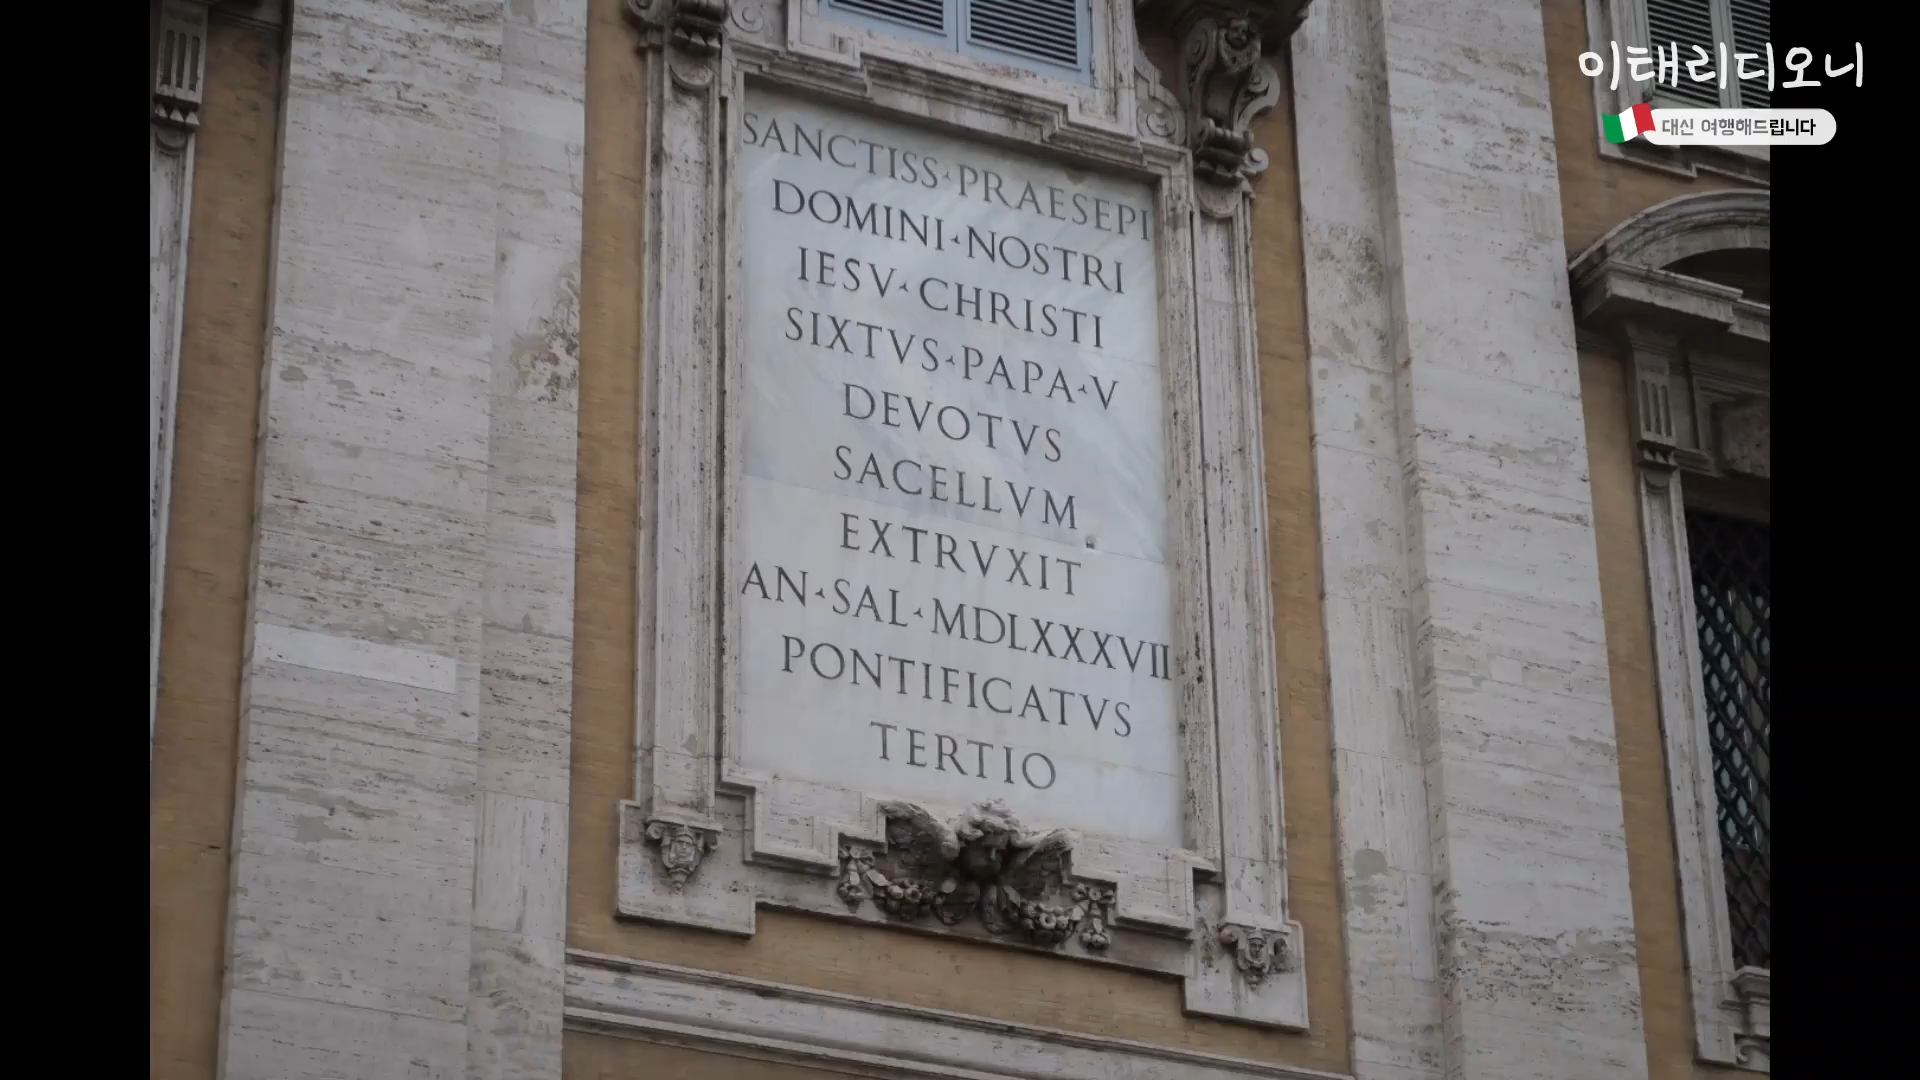 이태리디오니
대신 여행해드립니다
SANCTISS·PRAESEPI
DOMINI·NOSTRI
IESV·CHRISTI
SIXTVS·PAPA·V
DEVOTVS
SACELLVM
EXTRVXIT
AN·SAL·MDLXXXVII
PONTIFICATVS
TERTIO